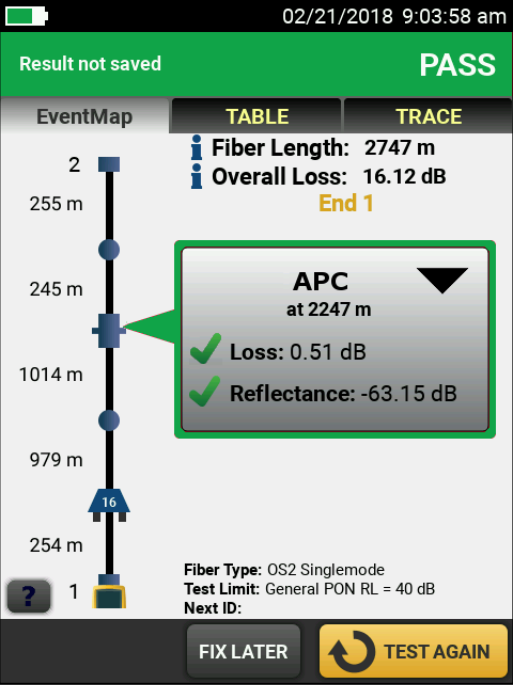 02/21/2018 9:03:58 am
Result not saved
PASS
EventMap
TABLE
TRACE
Fiber Length: 2747 m
Overall Loss: 16.12 dB
End 1
2
255 m
245 m
1014 m
979 m
16
254 m
1
APC
at 2247 m
Loss: 0.51 dB
Reflectance: -63.15 dB
Fiber Type: OS2 Singlemode
Test Limit: General PON RL = 40 dB
Next ID:
?
FIX LATER
TEST AGAIN